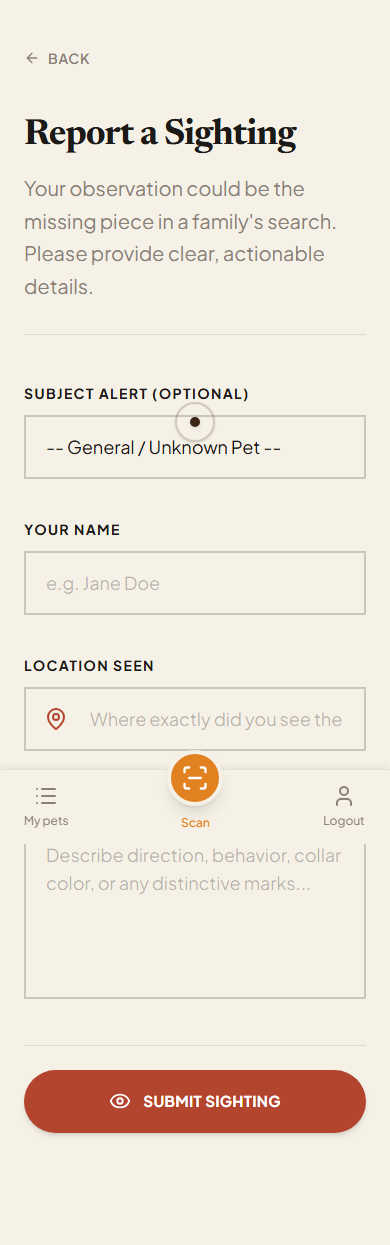 BACK
Report a Sighting
Your observation could be the
missing piece in a family's search.
Please provide clear, actionable
details.
SUBJECT ALERT (OPTIONAL)
-- General / Unknown Pet --
YOUR NAME
e.g. Jane Doe
LOCATION SEEN
Where exactly did you see the
My pets
Scan
Logout
Describe direction, behavior, collar
color, or any distinctive marks...
SUBMIT SIGHTING